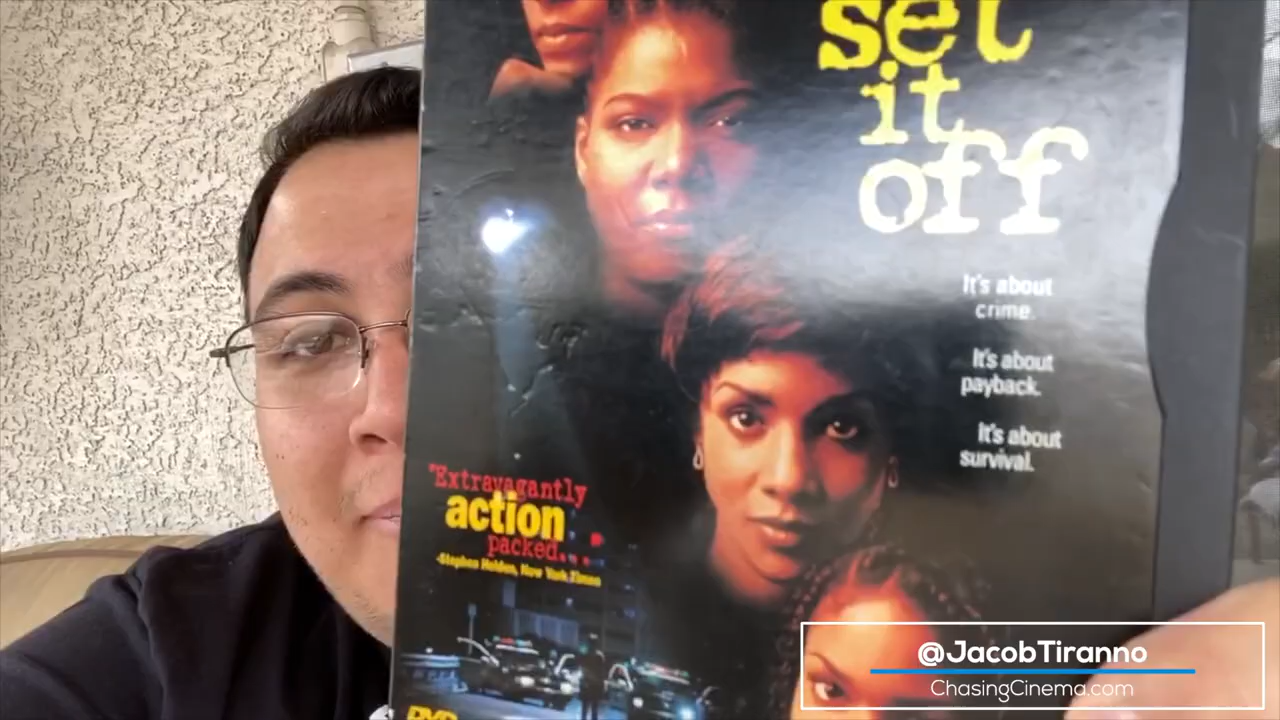 set
it
off
It's about
crime.
It's about
payback.
It's about
survival.
"Extravagantly
action
packed...
-Stephen Holden, New York Times
DVD
@JacobTiranno
ChasingCinema.com